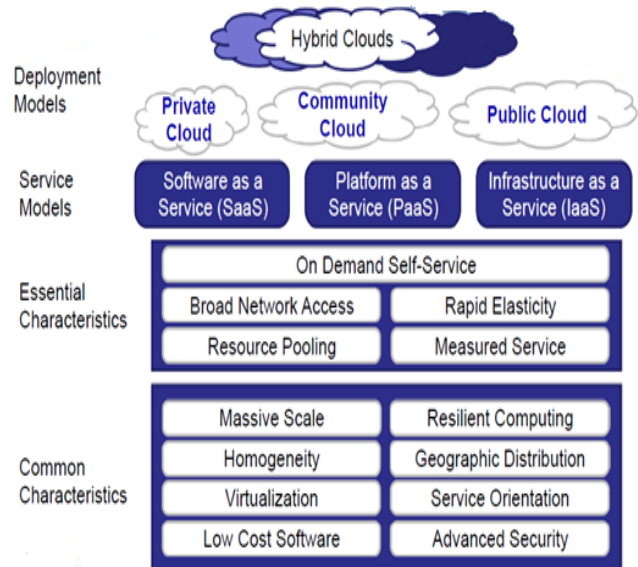 Hybrid Clouds
Deployment
Models
Private
Cloud
Community
Cloud
Public Cloud
Service
Models
Software as a
Service (SaaS)
Platform as a
Service (PaaS)
Infrastructure as a
Service (IaaS)
Essential
Characteristics
On Demand Self-Service
Broad Network Access
Rapid Elasticity
Resource Pooling
Measured Service
Common
Characteristics
Massive Scale
Resilient Computing
Homogeneity
Geographic Distribution
Virtualization
Service Orientation
Low Cost Software
Advanced Security